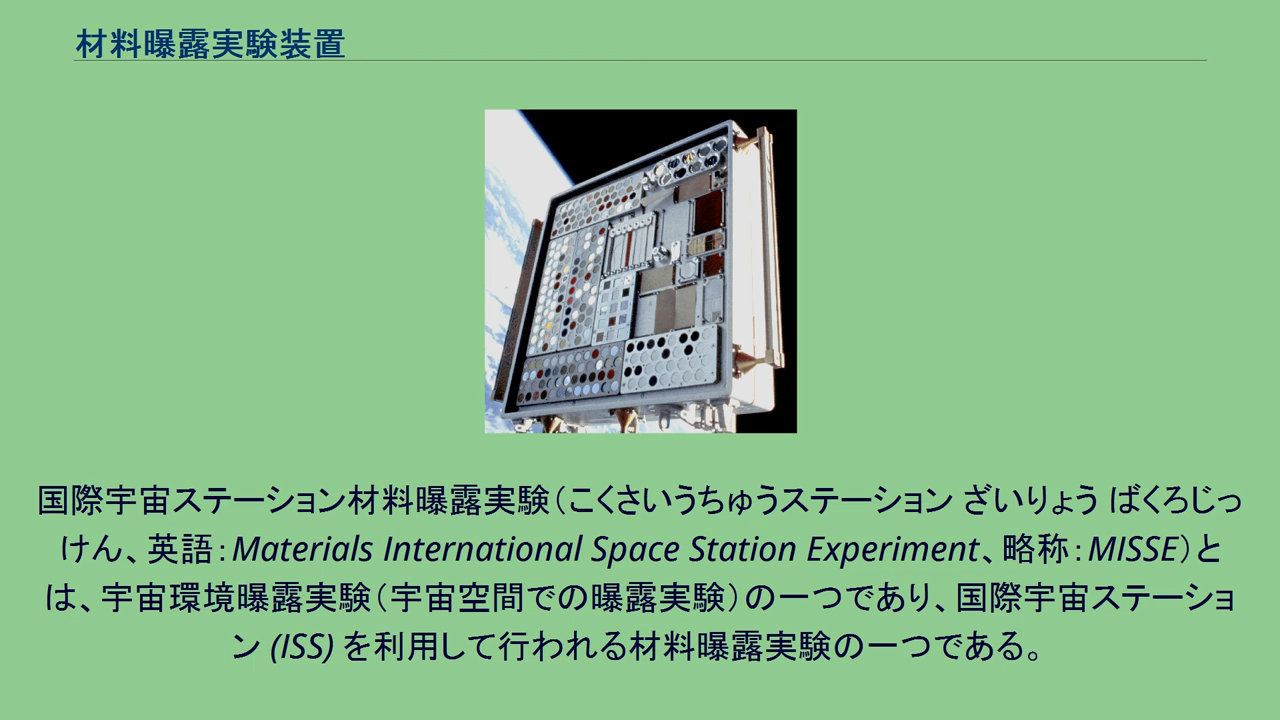 材料曝露実験装置
国際宇宙ステーション材料曝露実験（こくさいうちゅうステーション ざいりょう ばくろじっ
けん、英語：Materials International Space Station Experiment、略称：MISSE）と
は、宇宙環境曝露実験（宇宙空間での曝露実験）の一つであり、国際宇宙ステーショ
ン (ISS) を利用して行われる材料曝露実験の一つである。